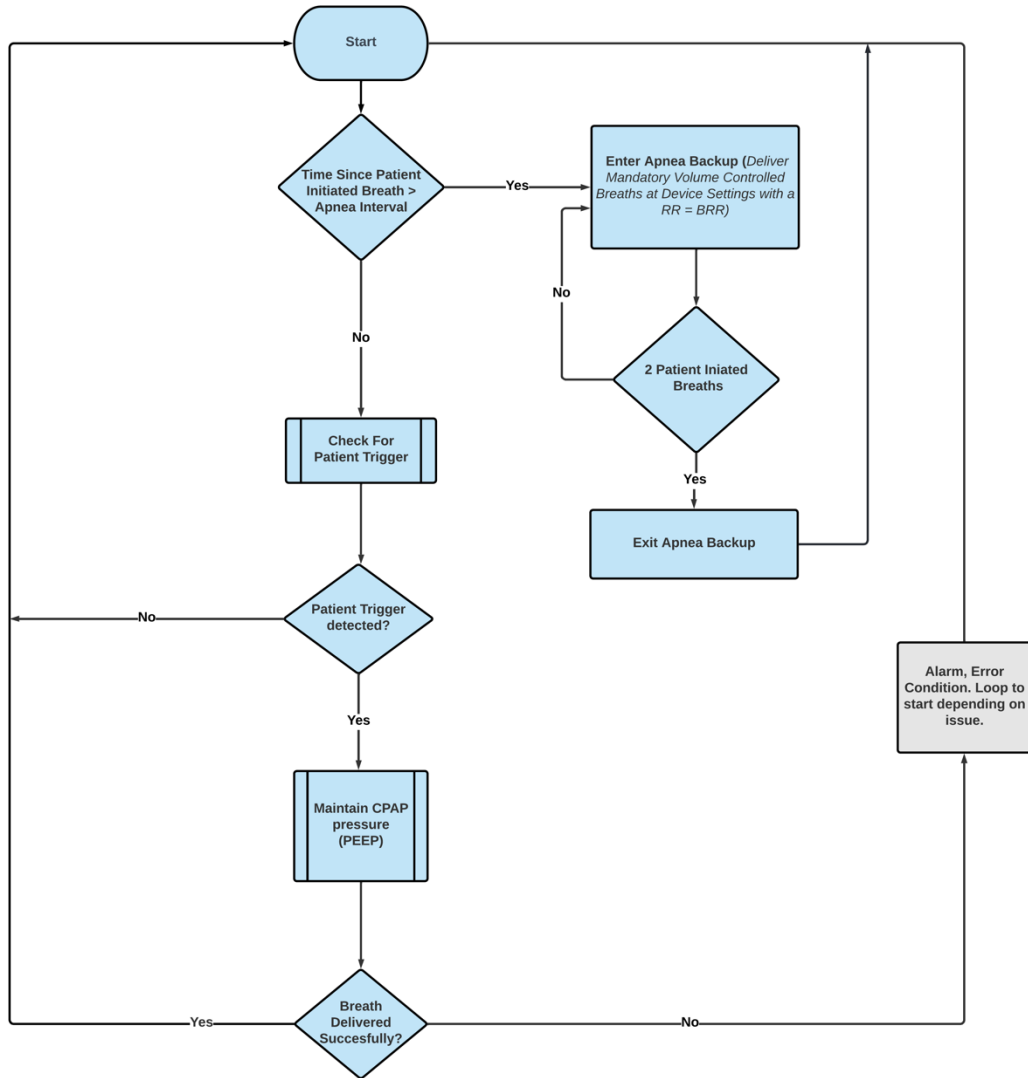 Start
Time Since Patient
Initiated Breath >
Apnea Interval
Yes
Enter Apnea Backup (Deliver
Mandatory Volume Controlled
Breaths at Device Settings with a
RR = BRR)
No
No
2 Patient Iniated
Breaths
Check For
Patient Trigger
Yes
Exit Apnea Backup
Patient Trigger
detected?
No
Alarm, Error
Condition. Loop to
start depending on
issue.
Yes
Maintain CPAP
pressure
(PEEP)
Breath
Delivered
Succesfully?
Yes
No